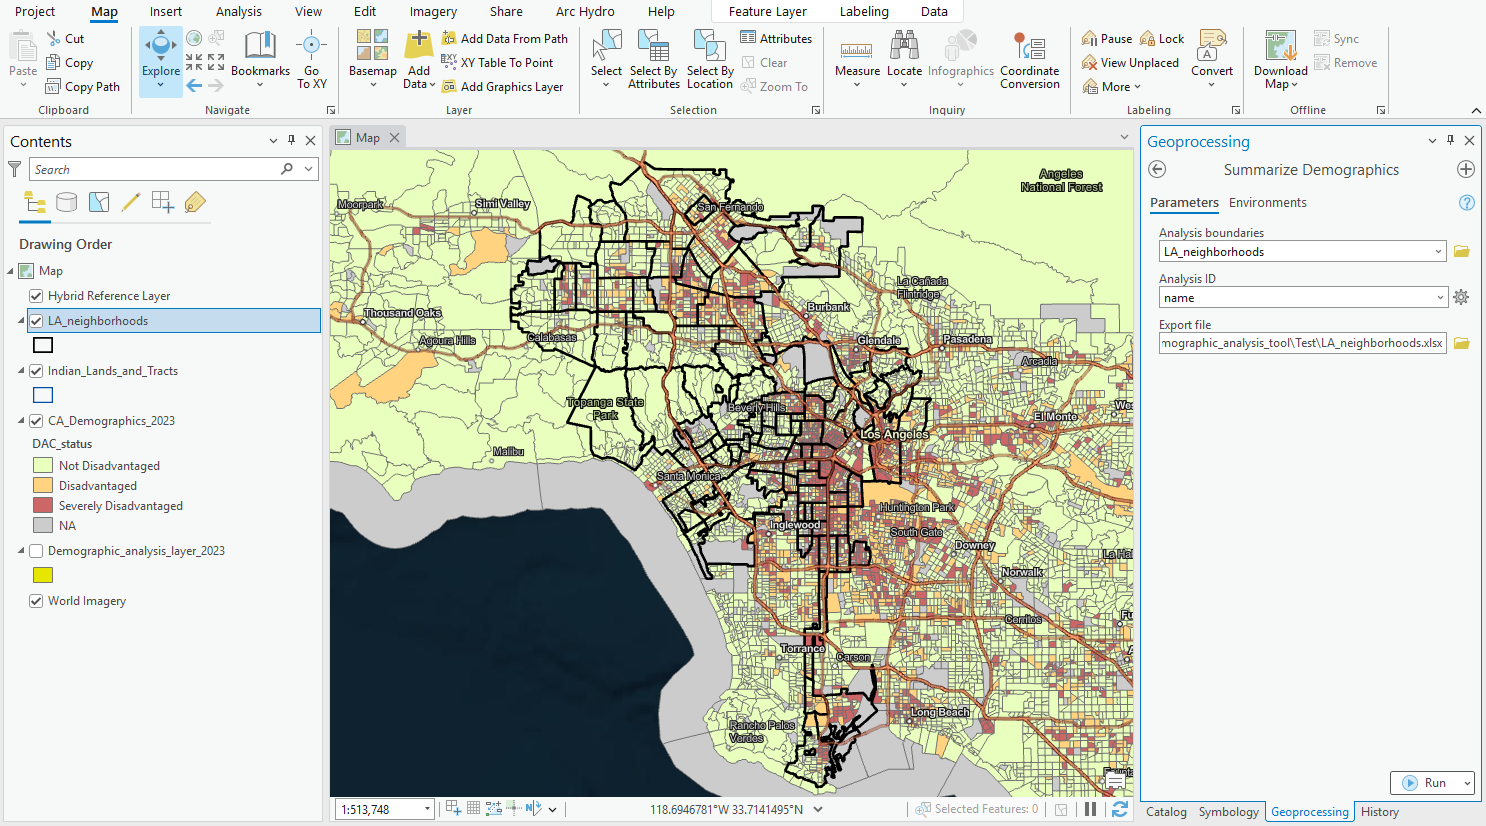 Project Map Insert Analysis View Edit Imagery Share Arc Hydro Help Feature Layer Labeling Data
Paste
Cut
Copy
Copy Path
Clipboard
Explore
Bookmarks
Go
To XY
Navigate
Basemap
Add
Data
Add Data From Path
XY Table To Point
Add Graphics Layer
Layer
Select
Select By
Attributes
Select By
Location
Attributes
Clear
Zoom To
Selection
Measure
Locate
Infographics
Coordinate
Conversion
Inquiry
Pause
Lock
View Unplaced
More
Convert
Labeling
Download
Map
Sync
Remove
Offline
Contents
Search
Drawing Order
Map
Hybrid Reference Layer
LA_neighborhoods
Indian_Lands_and_Tracts
CA_Demographics_2023
DAC_status
Not Disadvantaged
Disadvantaged
Severely Disadvantaged
NA
Demographic_analysis_layer_2023
World Imagery
Map
Angeles
National Forest
Moorpark
Simi Valley
San Fernando
La Cañada
Flintridge
Thousand Oaks
Burbank
Agoura Hills
Calabasas
Glendale
Pasadena
Arcadia
Topanga State
Park
Beverly Hills
El Monte
Los Angeles
Malibu
Santa Monica
Huntington Park
Inglewood
South Gate
Downey
La Ha
Norwalk
Cerritos
Torrance
Carson
Long Beach
Rancho Palos
Verdes
1:513,748
118.6946781°W 33.7141495°N
Selected Features: 0
Geoprocessing
Summarize Demographics
Parameters Environments
Analysis boundaries
LA_neighborhoods
Analysis ID
name
Export file
mographic_analysis_tool\Test\LA_neighborhoods.xlsx
Run
Catalog Symbology Geoprocessing History